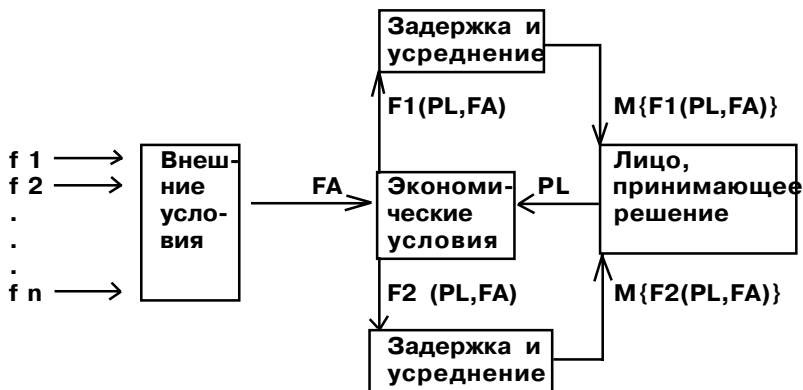 Задержка и
усреднение
F1(PL,FA)
M{F1(PL,FA)}
f 1
f 2
.
.
.
f n
Внеш-
ние
усло-
вия
FA
Экономи-
ческие
условия
PL
Лицо,
принимающее
решение
F2 (PL,FA)
M{F2(PL,FA)}
Задержка и
усреднение